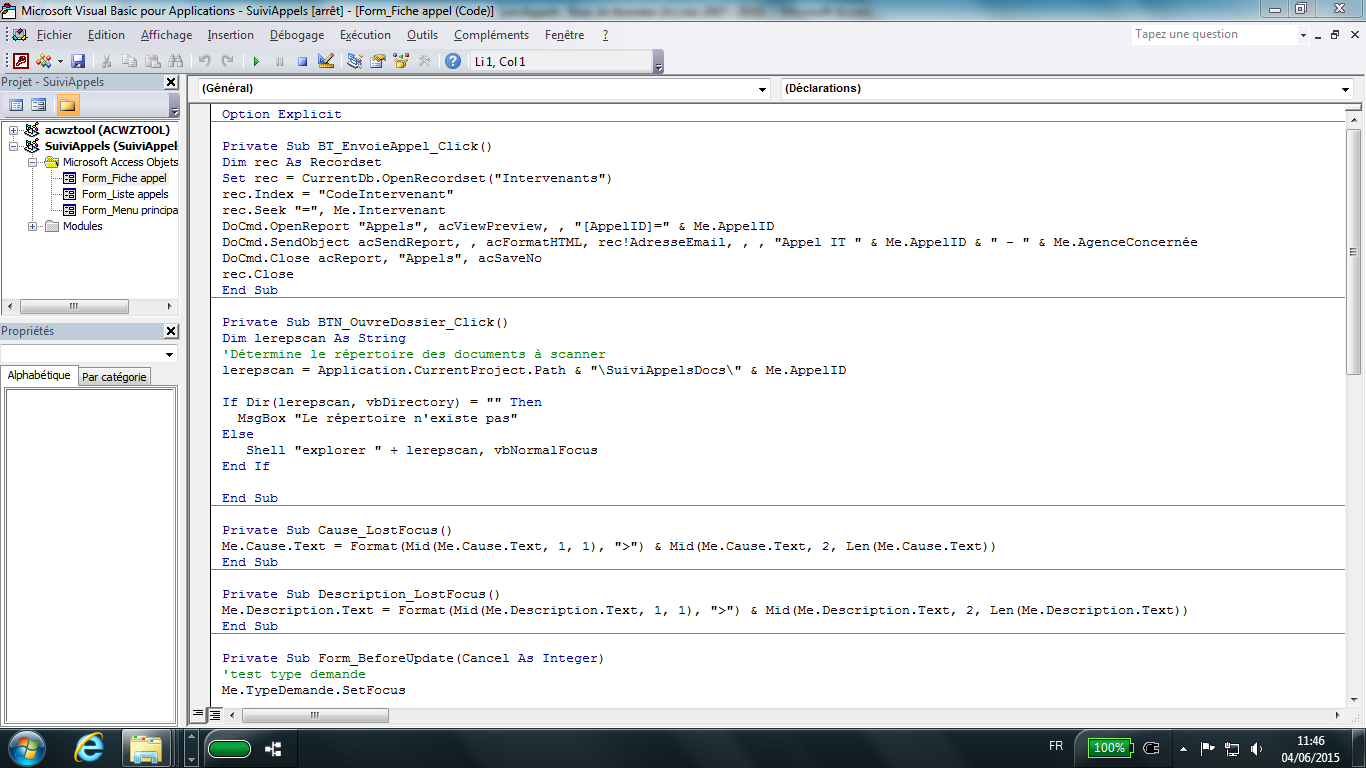 Microsoft Visual Basic pour Applications - SuiviAppels [arrêt] - [Form_Fiche appel (Code)]
Fichier Edition Affichage Insertion Débogage Exécution Outils Compléments Fenêtre ? Tapez une question
Li 1, Col 1
Projet - SuiviAppels
acwztool (ACWZTOOL)
SuiviAppels (SuiviAppel
Microsoft Access Objets
Form_Fiche appel
Form_Liste appels
Form_Menu principa
Modules
Propriétés
Alphabétique Par catégorie
(Général) (Déclarations)
Option Explicit
Private Sub BT_EnvoieAppel_Click()
Dim rec As Recordset
Set rec = CurrentDb.OpenRecordset("Intervenants")
rec.Index = "CodeIntervenant"
rec.Seek "=", Me.Intervenant
DoCmd.OpenReport "Appels", acViewPreview, , "[AppelID]=" & Me.AppelID
DoCmd.SendObject acSendReport, , acFormatHTML, rec!AdresseEmail, , , "Appel IT " & Me.AppelID & " - " & Me.AgenceConcernée
DoCmd.Close acReport, "Appels", acSaveNo
rec.Close
End Sub
Private Sub BTN_OuvreDossier_Click()
Dim lerepscan As String
'Détermine le répertoire des documents à scanner
lerepscan = Application.CurrentProject.Path & "\SuiviAppelsDocs\" & Me.AppelID
If Dir(lerepscan, vbDirectory) = "" Then
MsgBox "Le répertoire n'existe pas"
Else
Shell "explorer " + lerepscan, vbNormalFocus
End If
End Sub
Private Sub Cause_LostFocus()
Me.Cause.Text = Format(Mid(Me.Cause.Text, 1, 1), ">") & Mid(Me.Cause.Text, 2, Len(Me.Cause.Text))
End Sub
Private Sub Description_LostFocus()
Me.Description.Text = Format(Mid(Me.Description.Text, 1, 1), ">") & Mid(Me.Description.Text, 2, Len(Me.Description.Text))
End Sub
Private Sub Form_BeforeUpdate(Cancel As Integer)
'test type demande
Me.TypeDemande.SetFocus
FR 100% 11:46
04/06/2015